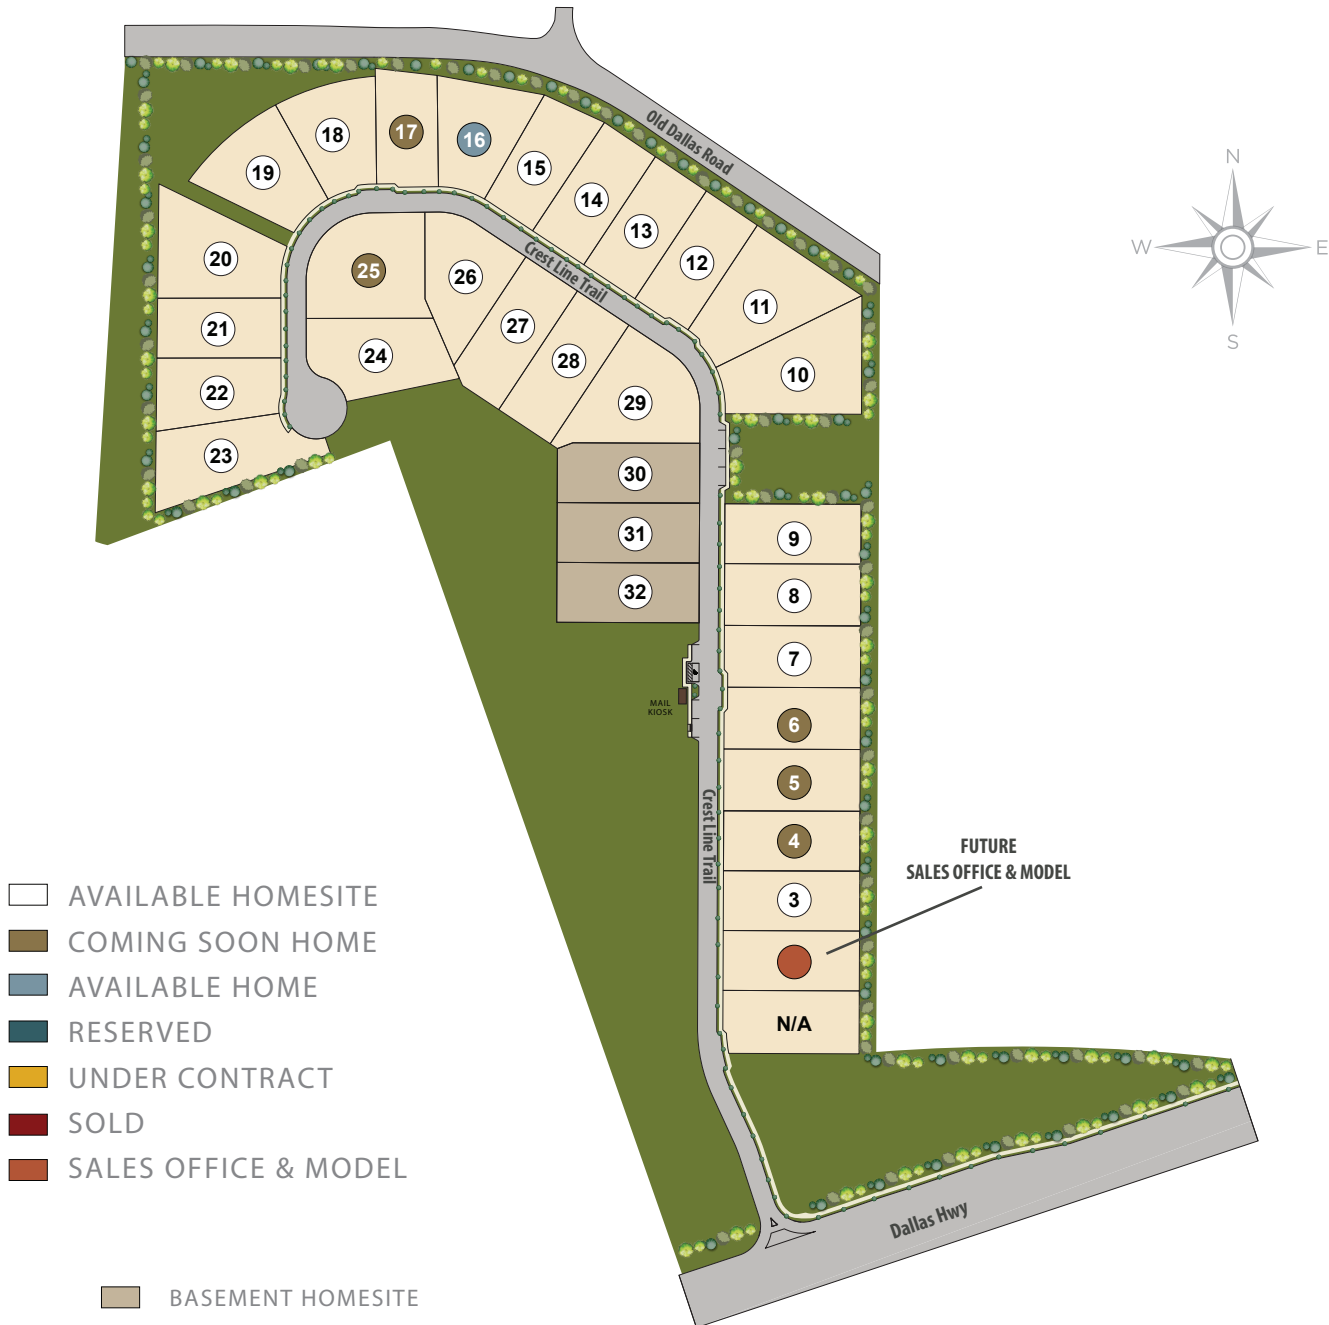 Old Dallas Road
N
W
E
S
17
16
18
15
19
14
13
12
20
11
25
26
21
27
24
28
10
22
29
23
Crest Line Trail
30
31
9
32
8
7
MAIL
KIOSK
6
5
4
Crest Line Trail
3
FUTURE
SALES OFFICE & MODEL
N/A
Dallas Hwy
AVAILABLE HOMESITE
COMING SOON HOME
AVAILABLE HOME
RESERVED
UNDER CONTRACT
SOLD
SALES OFFICE & MODEL
BASEMENT HOMESITE